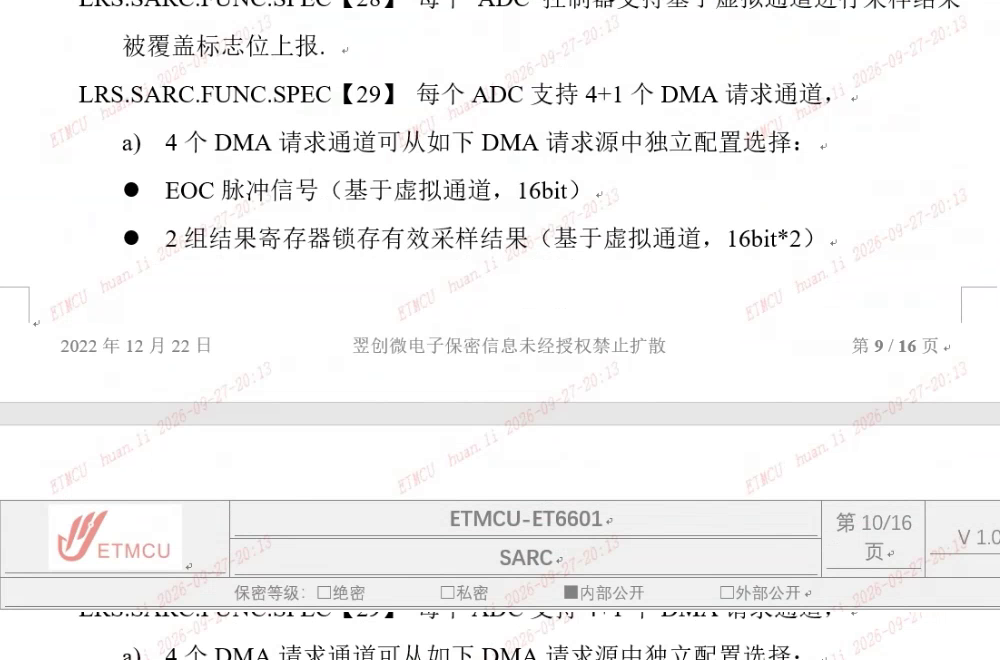 LRS.SARC.FUNC.SPEC【28】 每个 ADC 控制器支持基于虚拟通道进行采样结果
被覆盖标志位上报.
LRS.SARC.FUNC.SPEC【29】 每个 ADC 支持 4+1 个 DMA 请求通道，
a) 4 个 DMA 请求通道可从如下 DMA 请求源中独立配置选择：
● EOC 脉冲信号（基于虚拟通道，16bit）
● 2 组结果寄存器锁存有效采样结果（基于虚拟通道，16bit*2）
2022 年 12 月 22 日 翌创微电子保密信息未经授权禁止扩散 第 9 / 16 页
ETMCU huan.li 2026-09-27-20:13
ETMCU
ETMCU-ET6601
SARC
第 10/16
页
V 1.0
保密等级: □绝密 □私密 ■内部公开 □外部公开
LRS.SARC.FUNC.SPEC【29】 每个 ADC 支持 4+1 个 DMA 请求通道，
a) 4 个 DMA 请求通道可从如下 DMA 请求源中独立配置选择：